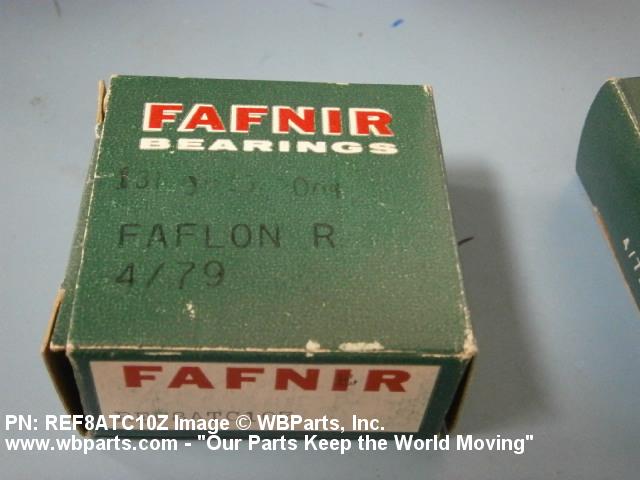 FAFNIR
BEARINGS
FAFLON R
4/79
FAFNIR
PN: REF8ATC10Z Image © WBParts, Inc.
www.wbparts.com - "Our Parts Keep the World Moving"